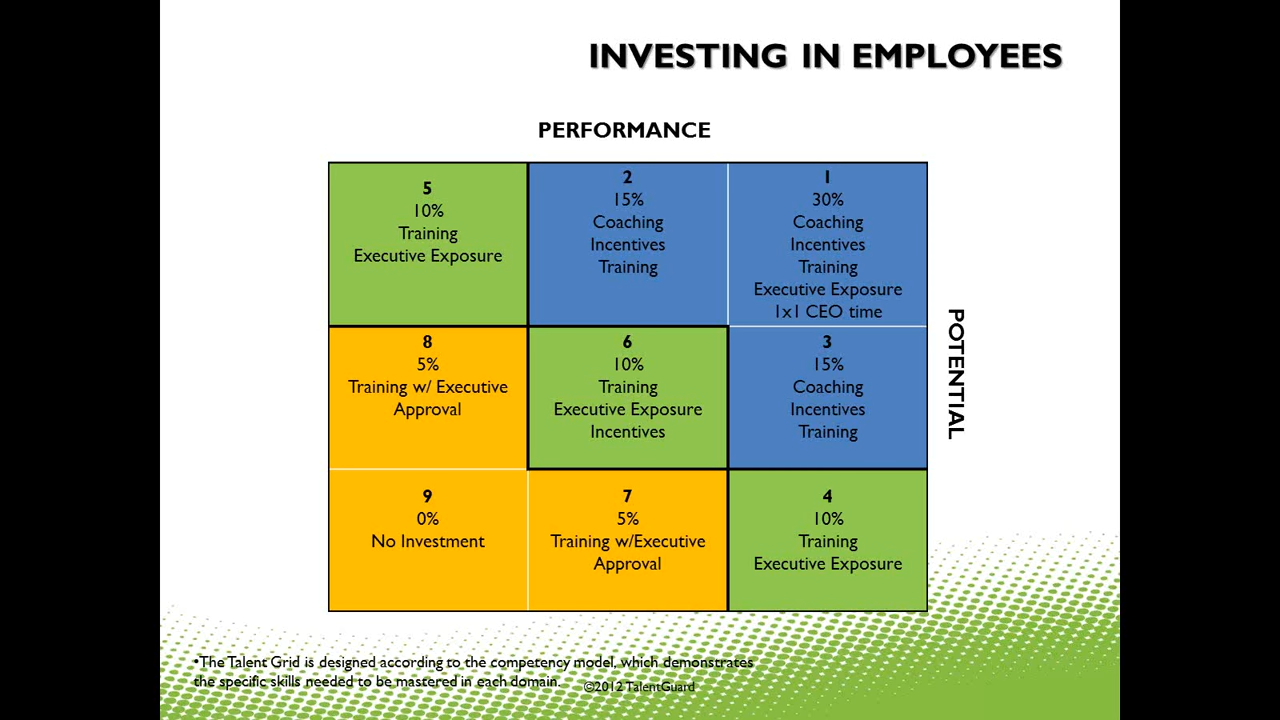 INVESTING IN EMPLOYEES
PERFORMANCE
5
10%
Training
Executive Exposure
2
15%
Coaching
Incentives
Training
1
30%
Coaching
Incentives
Training
Executive Exposure
1x1 CEO time
POTENTIAL
8
5%
Training w/ Executive
Approval
6
10%
Training
Executive Exposure
Incentives
3
15%
Coaching
Incentives
Training
9
0%
No Investment
7
5%
Training w/Executive
Approval
4
10%
Training
Executive Exposure
•The Talent Grid is designed according to the competency model, which demonstrates
the specific skills needed to be mastered in each domain.
©2012 TalentGuard